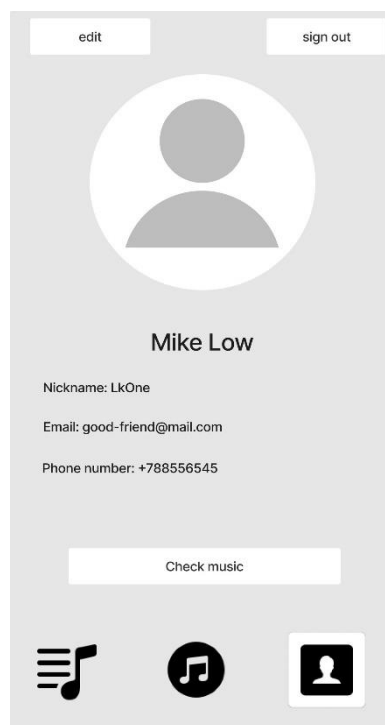 edit
sign out
Mike Low
Nickname: LkOne
Email: good-friend@mail.com
Phone number: +788556545
Check music